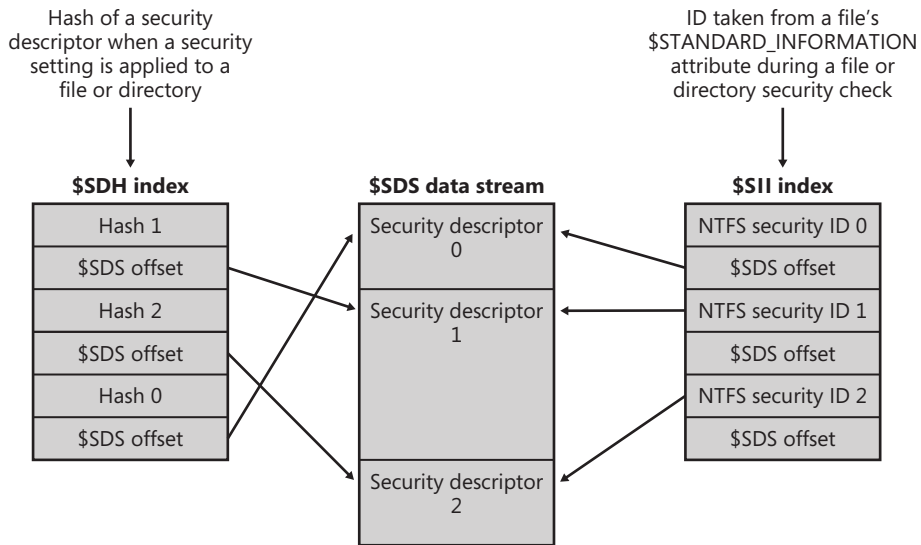 Hash of a security
descriptor when a security
setting is applied to a
file or directory
ID taken from a file's
$STANDARD_INFORMATION
attribute during a file or
directory security check
$SDH index
Hash 1
$SDS offset
Hash 2
$SDS offset
Hash 0
$SDS offset
$SDS data stream
Security descriptor
0
Security descriptor
1
Security descriptor
2
$SII index
NTFS security ID 0
$SDS offset
NTFS security ID 1
$SDS offset
NTFS security ID 2
$SDS offset